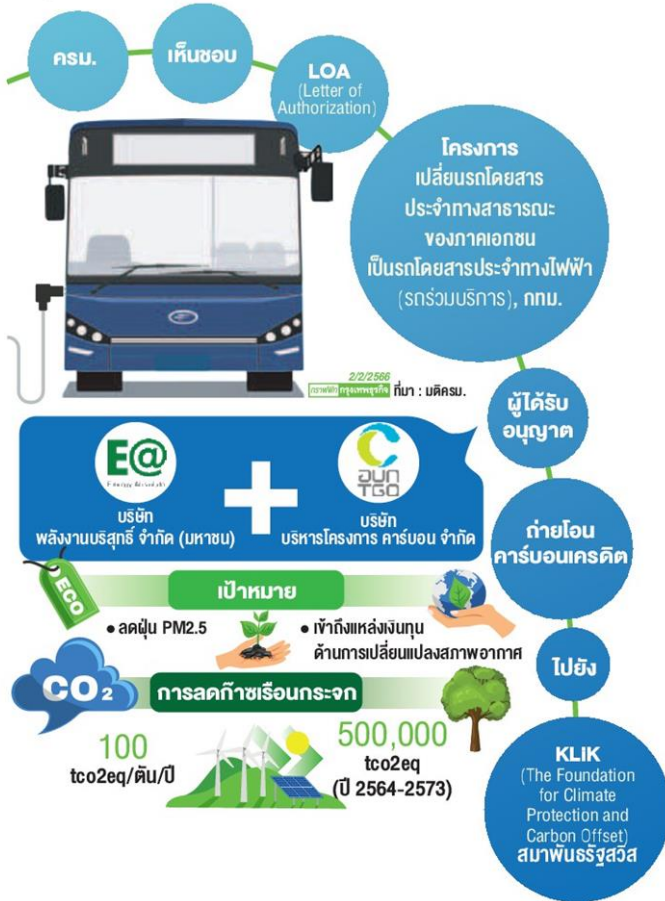 ครม.
เห็นชอบ
LOA
(Letter of
Authorization)
โครงการ
เปลี่ยนรถโดยสาร
ประจำทางสาธารณะ
ของภาคเอกชน
เป็นรถโดยสารประจำทางไฟฟ้า
(รถร่วมบริการ), กทม.
2/2/2566
กราฟฟิก กรุงเทพธุรกิจ ที่มา : มติครม.
ผู้ได้รับ
อนุญาต
E@
Energy Absolute
อบก
TGO
บริษัท
พลังงานบริสุทธิ์ จำกัด (มหาชน)
บริษัท
บริหารโครงการ คาร์บอน จำกัด
ถ่ายโอน
คาร์บอนเครดิต
ECO
เป้าหมาย
• ลดฝุ่น PM2.5
• เข้าถึงแหล่งเงินทุน
ด้านการเปลี่ยนแปลงสภาพอากาศ
ไปยัง
CO2
การลดก๊าซเรือนกระจก
100
tco2eq/ตัน/ปี
500,000
tco2eq
(ปี 2564-2573)
KLiK
(The Foundation
for Climate
Protection and
Carbon Offset)
สมาพันธรัฐสวิส